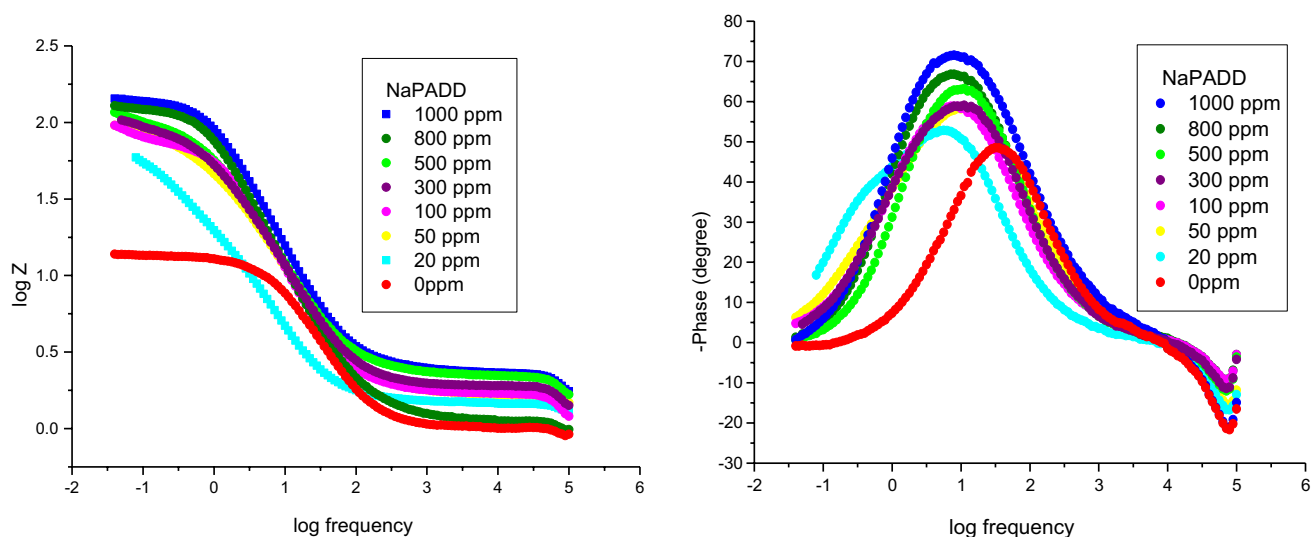 2.5
2.0
1.5
1.0
0.5
0.0
-2
-1
0
1
2
3
4
5
6
log Z
log frequency
NaPADD
1000 ppm
800 ppm
500 ppm
300 ppm
100 ppm
50 ppm
20 ppm
0ppm
80
70
60
50
40
30
20
10
0
-10
-20
-30
-2
-1
0
1
2
3
4
5
6
-Phase (degree)
log frequency
NaPADD
1000 ppm
800 ppm
500 ppm
300 ppm
100 ppm
50 ppm
20 ppm
0ppm